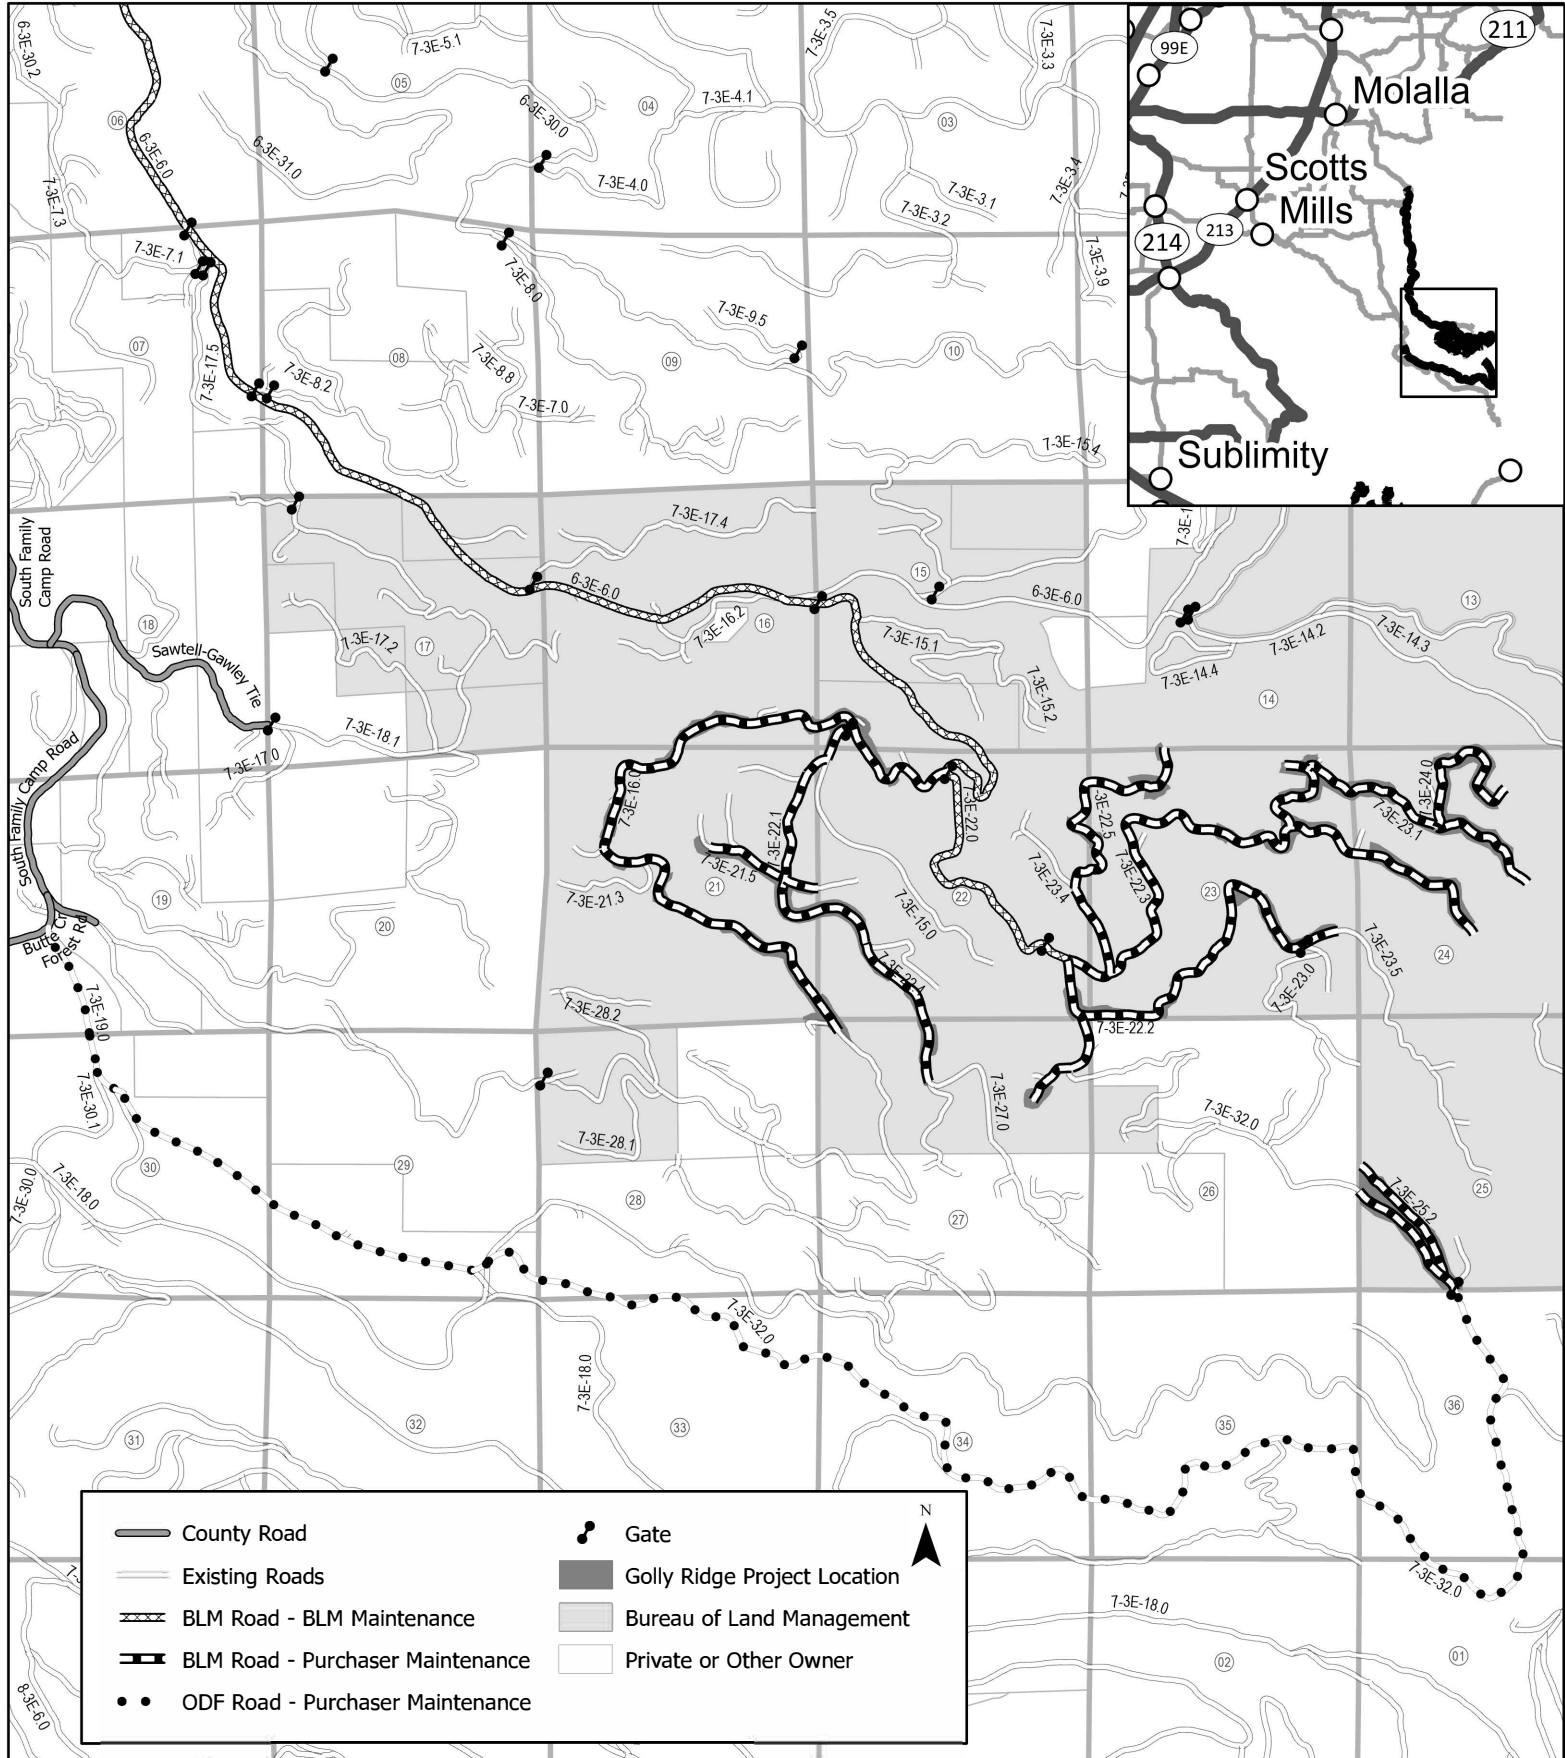 6-3E-30.2
7-3E-5.1
05
7-3E-3.5
7-3E-3.3
99E
211
Molalla
06
6-3E-30.0
04
7-3E-4.1
03
6-3E-6.0
6-3E-31.0
Scotts
Mills
7-3E-7.3
7-3E-4.0
7-3E-3.1
7-3E-3.4
7-3E-3.2
214
213
7-3E-7.1
7-3E-8.0
7-3E-3.9
7-3E-9.5
07
7-3E-17.5
08
7-3E-8.8
09
10
7-3E-8.2
7-3E-7.0
7-3E-15.4
Sublimity
South Family
Camp Road
7-3E-17.4
7-3E-1
15
6-3E-6.0
6-3E-6.0
13
18
7-3E-17.2
17
7-3E-16.2
16
7-3E-15.1
7-3E-14.2
7-3E-14.3
Sawtell-Gawley Tie
7-3E-14.4
7-3E-15.2
14
7-3E-18.1
South Family Camp Road
7-3E-17.0
7-3E-16.0
7-3E-22.0
7-3E-24.0
7-3E-22.1
-3E-22.5
7-3E-23.1
7-3E-21.5
7-3E-23.4
7-3E-22.3
19
7-3E-21.3
21
7-3E-15.0
22
23
20
Butte Cr
Forest Rd
7-3E-22.4
7-3E-23.5
24
7-3E-23.0
7-3E-19.0
7-3E-28.2
7-3E-22.2
7-3E-30.1
7-3E-27.0
7-3E-32.0
7-3E-28.1
30
29
7-3E-30.0
7-3E-18.0
28
27
26
7-3E-25.2
25
7-3E-32.0
7-3E-18.0
31
32
33
34
35
36
N
County Road
Gate
Existing Roads
Golly Ridge Project Location
BLM Road - BLM Maintenance
Bureau of Land Management
BLM Road - Purchaser Maintenance
Private or Other Owner
ODF Road - Purchaser Maintenance
7-3E-32.0
7-3E-18.0
02
01
8-3E-6.0